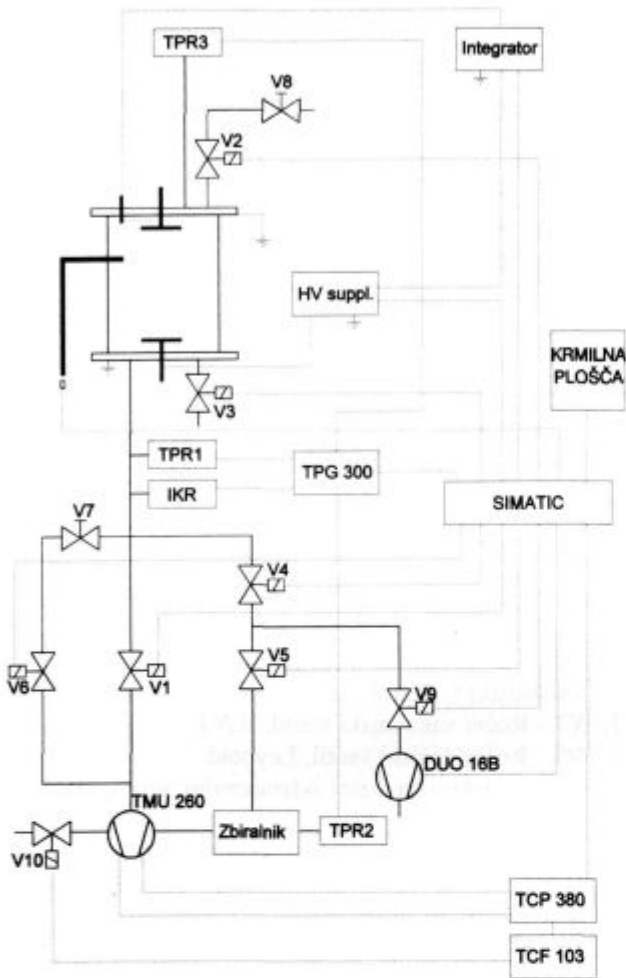 TPR3
Integrator
V8
V2
HV suppl.
KRMILNA
PLOŠČA
V3
TPR1
TPG 300
IKR
SIMATIC
V7
V4
V5
V6
V1
V9
DUO 16B
TMU 260
Zbiralnik
TPR2
V10
TCP 380
TCF 103